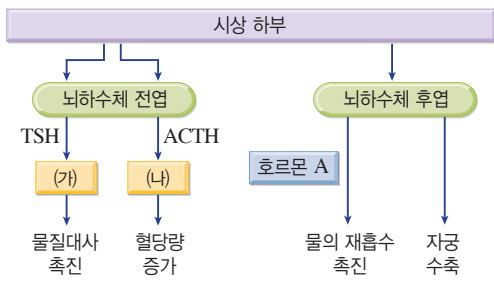 시상 하부
뇌하수체 전엽
뇌하수체 후엽
TSH
ACTH
호르몬 A
(가)
(나)
물질대사
촉진
혈당량
증가
물의 재흡수
촉진
자궁
수축